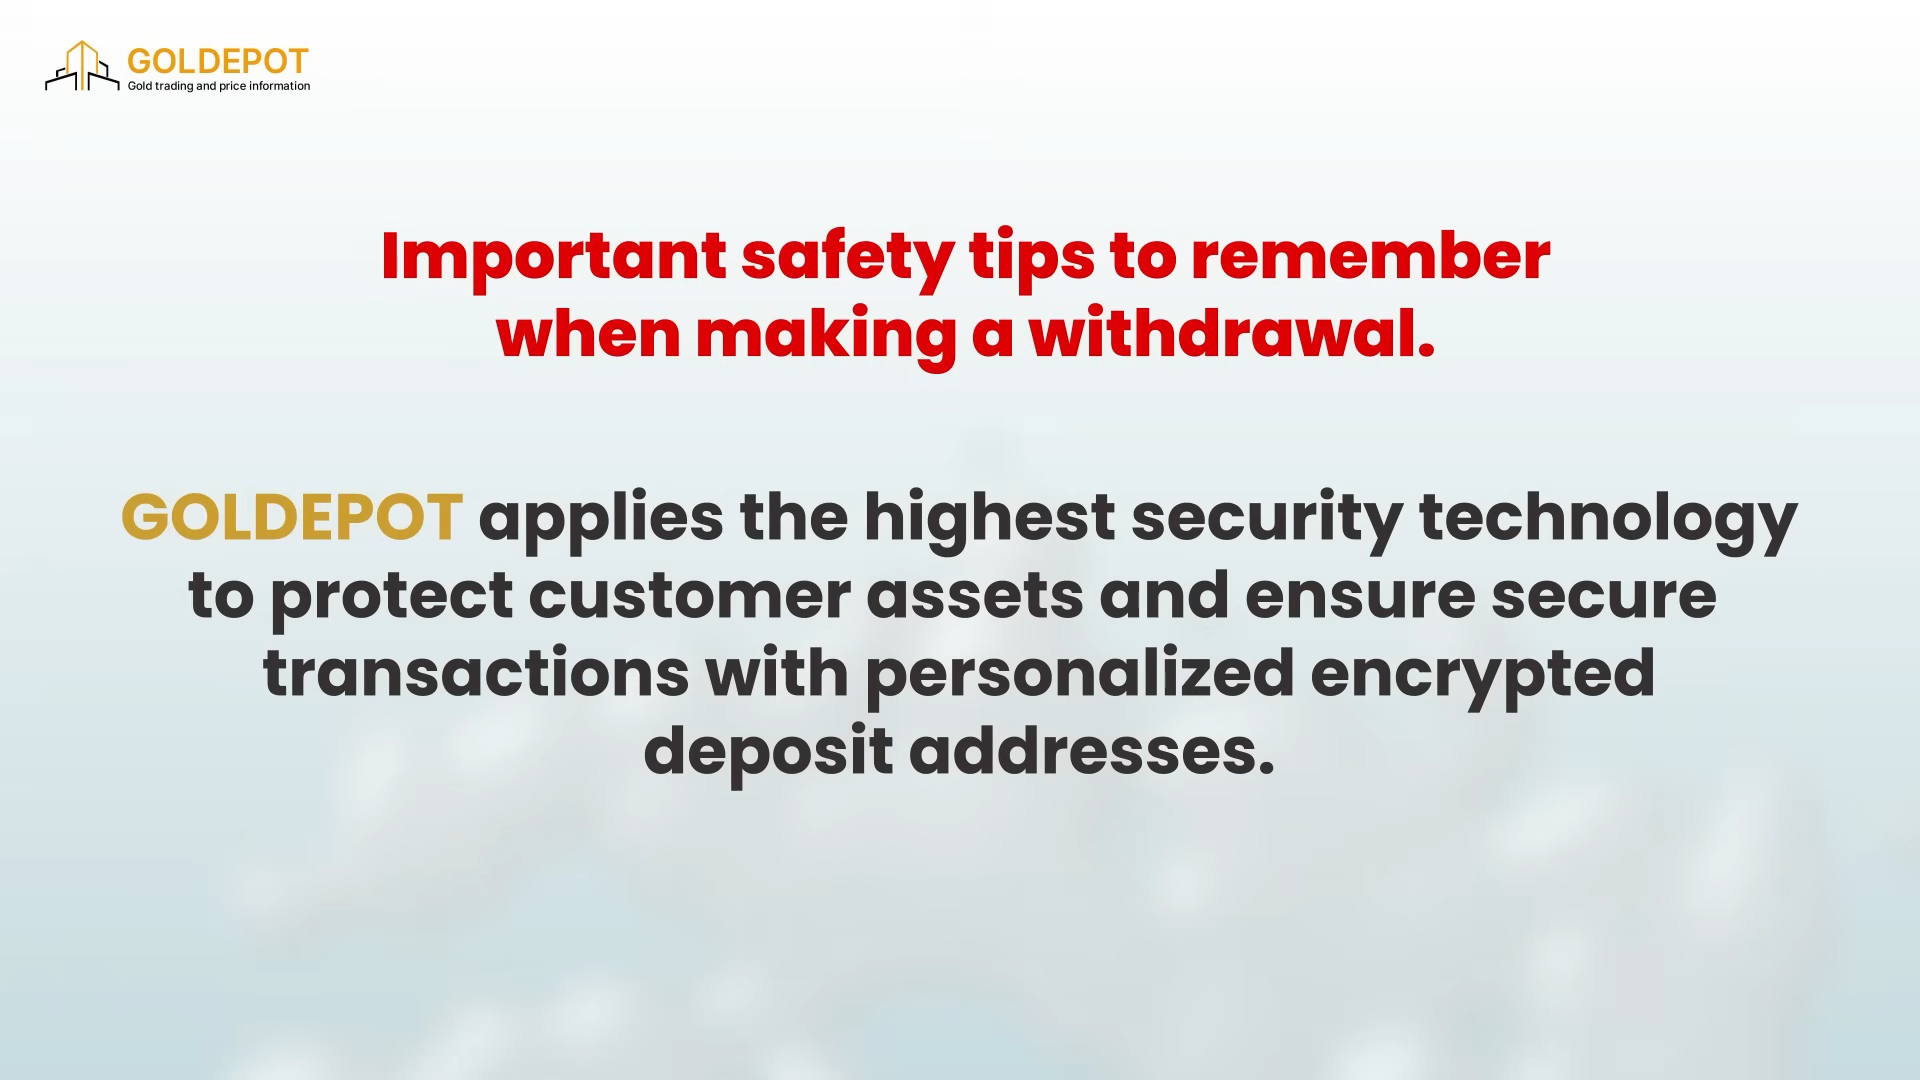 GOLDEPOT
Gold trading and price information
Important safety tips to remember
when making a withdrawal.
GOLDEPOT applies the highest security technology
to protect customer assets and ensure secure
transactions with personalized encrypted
deposit addresses.